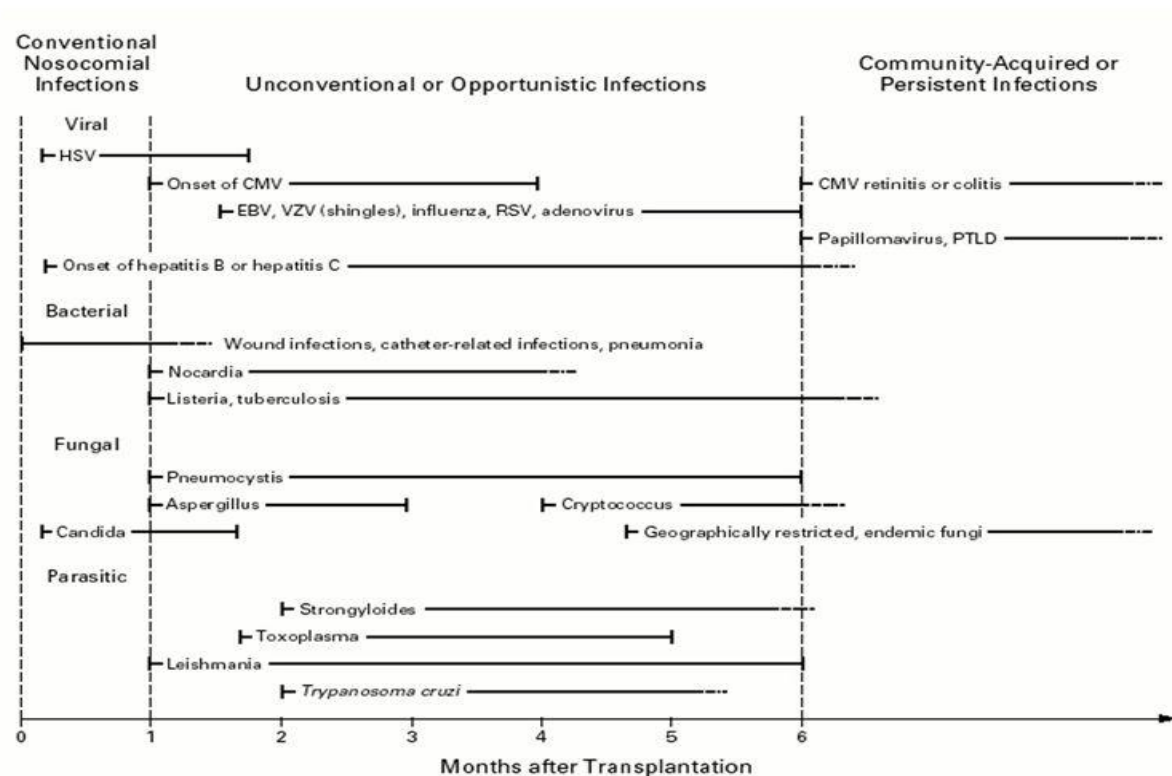 Conventional
Nosocomial
Infections
Unconventional or Opportunistic Infections
Community-Acquired or
Persistent Infections
Viral
HSV
Onset of CMV
CMV retinitis or colitis
EBV, VZV (shingles), influenza, RSV, adenovirus
Papillomavirus, PTLD
Onset of hepatitis B or hepatitis C
Bacterial
Wound infections, catheter-related infections, pneumonia
Nocardia
Listeria, tuberculosis
Fungal
Pneumocystis
Aspergillus
Cryptococcus
Candida
Geographically restricted, endemic fungi
Parasitic
Strongyloides
Toxoplasma
Leishmania
Trypanosoma cruzi
0 1 2 3 4 5 6
Months after Transplantation